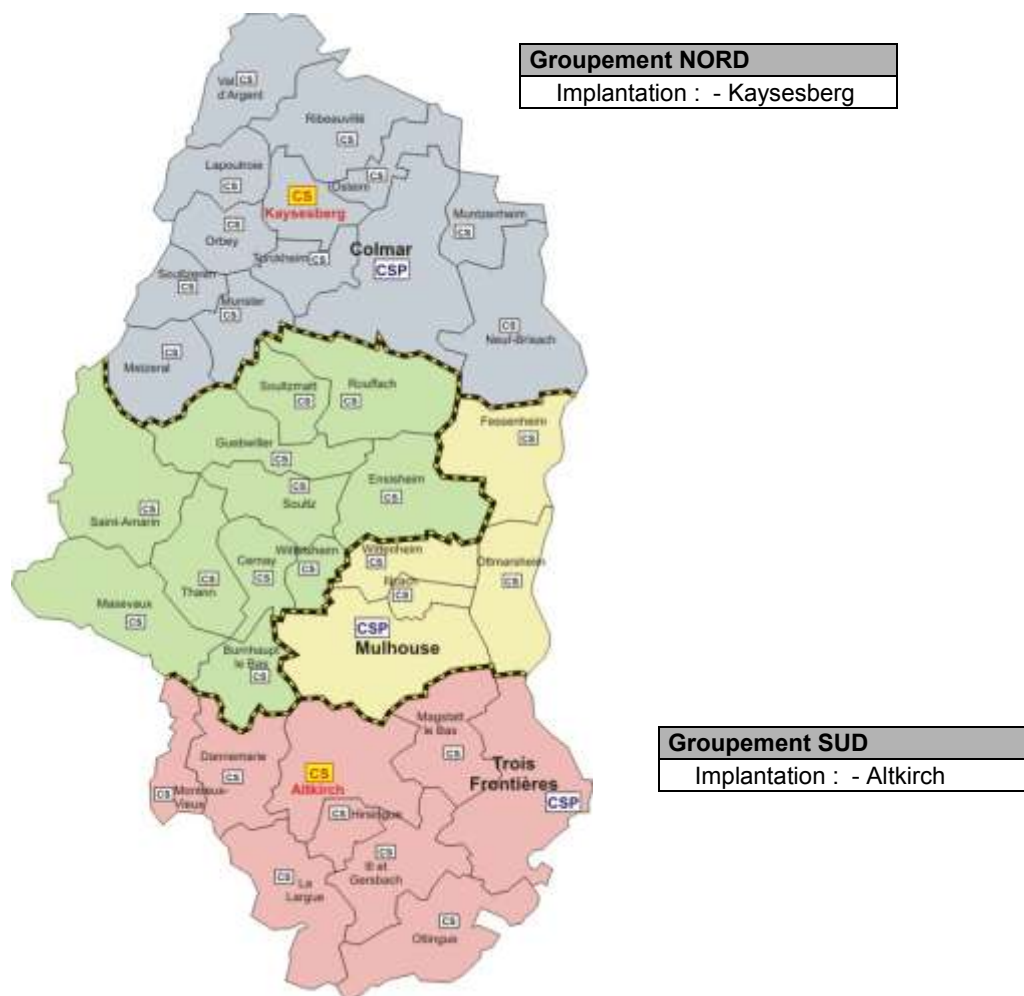 Groupement NORD
Implantation : - Kaysesberg
Val CS
d'Argent
Ribeauvillé
CS
Lapoutroie
CS
Ostheim
CS
CS
Kaysesberg
Muntzenheim
CS
CS
Orbey
Colmar
CSP
Turckheim CS
Soultzeren
CS
Munster
CS
CS
Neuf-Brisach
CS
Metzeral
Soultzmatt
CS
Rouffach
CS
Fessenheim
CS
Guebwiller
CS
CS
Soultz
Ensisheim
CS
CS
Saint-Amarin
Wittelsheim
CS
Cernay
CS
CS
Thann
Wittenheim
CS
Illzach
CS
Ottmarsheim
CS
Masevaux
CS
CSP
Mulhouse
Burnhaupt
le Bas
CS
Magstatt
le Bas
CS
Groupement SUD
Implantation : - Altkirch
Dannemarie
CS
CS
Altkirch
Trois
Frontières
CSP
CS Montreux-
Vieux
CS Hirsingue
CS
Ill et
Gersbach
CS La
Largue
CS
Oltingue